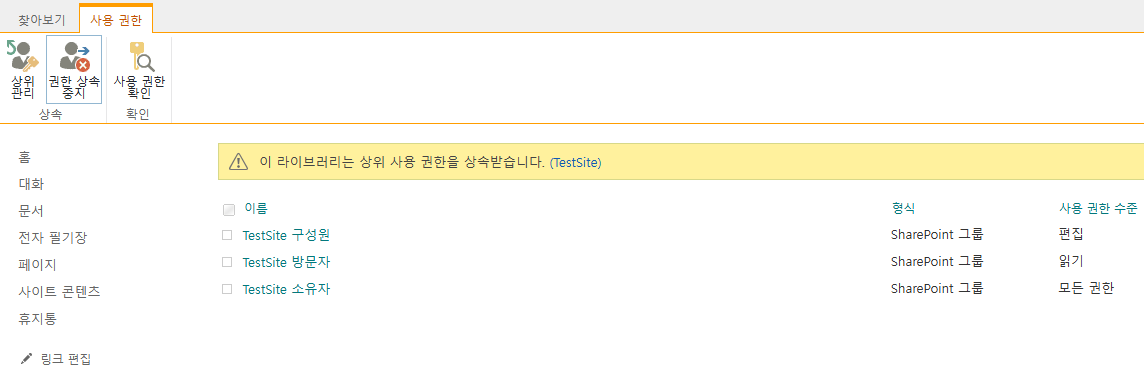 찾아보기 사용 권한
상위 관리 권한 상속 중지 사용 권한 확인
상속 확인
홈
이 라이브러리는 상위 사용 권한을 상속받습니다. (TestSite)
대화
문서
이름 형식 사용 권한 수준
전자 필기장
TestSite 구성원 SharePoint 그룹 편집
페이지
TestSite 방문자 SharePoint 그룹 읽기
사이트 콘텐츠
TestSite 소유자 SharePoint 그룹 모든 권한
휴지통
링크 편집